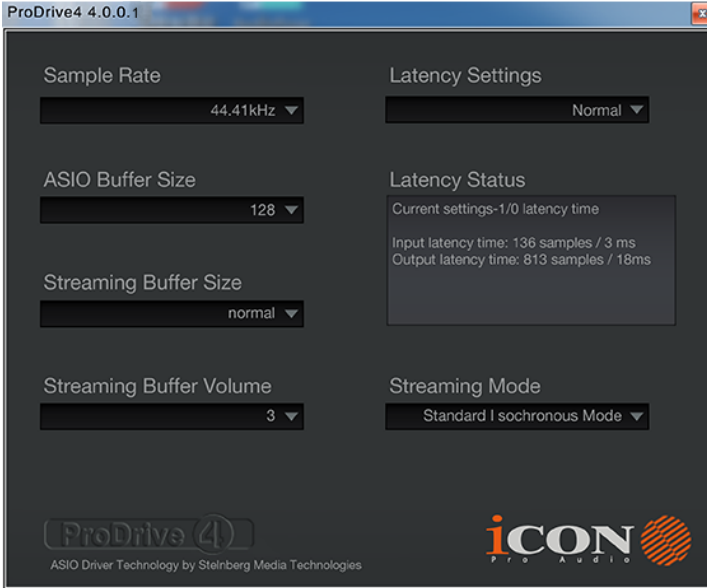 ProDrive4 4.0.0.1
x
Sample Rate
44.41kHz
ASIO Buffer Size
128
Streaming Buffer Size
normal
Streaming Buffer Volume
3
Latency Settings
Normal
Latency Status
Current settings-1/0 latency time
Input latency time: 136 samples / 3 ms
Output latency time: 813 samples / 18ms
Streaming Mode
Standard I sochronous Mode
ProDrive 4
ASIO Driver Technology by Stelnberg Media Technologies
iCON
Pro Audio